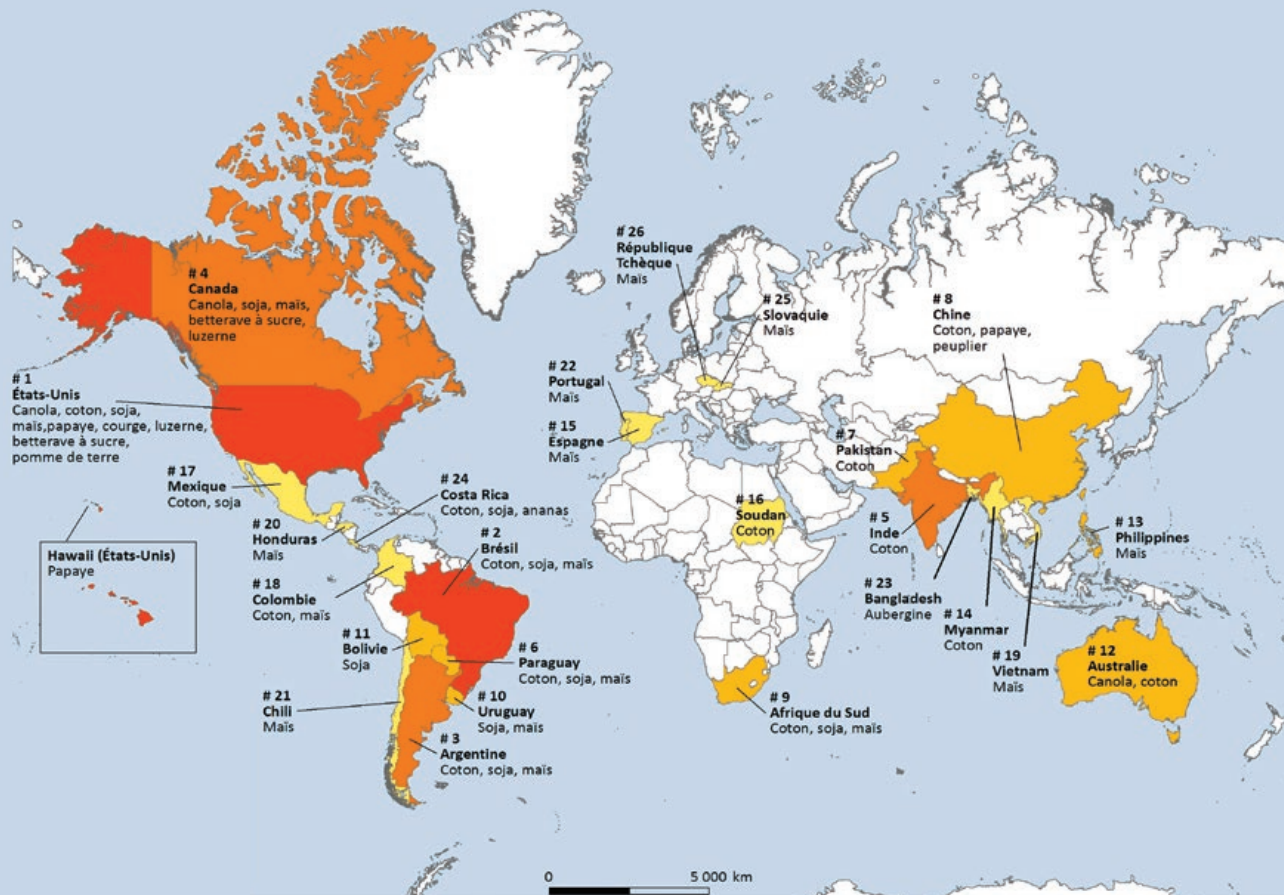 # 4
Canada
Canola, soja, maïs,
betterave à sucre,
luzerne
# 1
États-Unis
Canola, coton, soja,
maïs,papaye, courge, luzerne,
betterave à sucre,
pomme de terre
# 17
Mexique
Coton, soja
# 24
Costa Rica
Coton, soja, ananas
# 20
Honduras
Maïs
# 2
Brésil
Coton, soja, maïs
Hawaii (États-Unis)
Papaye
# 18
Colombie
Coton, maïs
# 11
Bolivie
Soja
# 6
Paraguay
Coton, soja, maïs
# 21
Chili
Maïs
# 10
Uruguay
Soja, maïs
# 3
Argentine
Coton, soja, maïs
# 26
République
Tchèque
Maïs
# 25
Slovaquie
Maïs
# 22
Portugal
Maïs
# 15
Espagne
Maïs
# 8
Chine
Coton, papaye,
peuplier
# 7
Pakistan
Coton
# 16
Soudan
Coton
# 5
Inde
Coton
# 13
Philippines
Maïs
# 23
Bangladesh
Aubergine
# 14
Myanmar
Coton
# 19
Vietnam
Maïs
# 12
Australie
Canola, coton
# 9
Afrique du Sud
Coton, soja, maïs
0 5 000 km